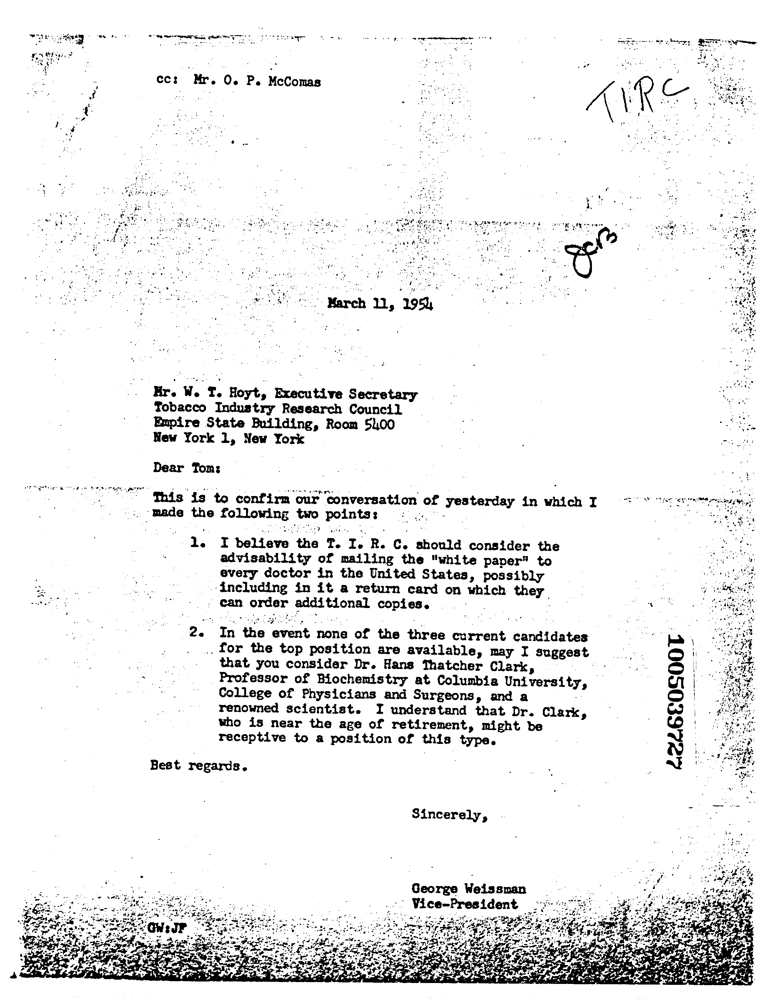 cc: Mr. O. P. McComas
TIRC
March 11, 1954
Mr. W. T. Hoyt, Executive Secretary
Tobacco Industry Research Council
Empire State Building, Room 5400
New York 1, New York
Dear Tom:
This is to confirm our conversation of yesterday in which I
made the following two points:
1. I believe the T. I. R. C. should consider the
advisability of mailing the "white paper" to
every doctor in the United States, possibly
including in it a return card on which they
can order additional copies.
2. In the event none of the three current candidates
for the top position are available, may I suggest
that you consider Dr. Hans Thatcher Clark,
Professor of Biochemistry at Columbia University,
College of Physicians and Surgeons, and a
renowned scientist. I understand that Dr. Clark,
who is near the age of retirement, might be
receptive to a position of this type.
Best regards.
Sincerely,
George Weissman
Vice-President
GW:JF
1005039727